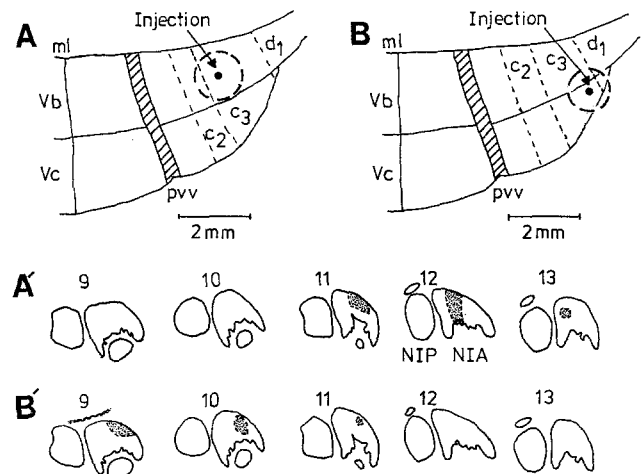 A
Injection
ml
d1
Vb
c3
c2
Vc
pvv
2mm
B
Injection
ml
d1
c2
c3
Vb
Vc
pvv
2mm
A′
9
10
11
12
13
NIP NIA
B′
9
10
11
12
13